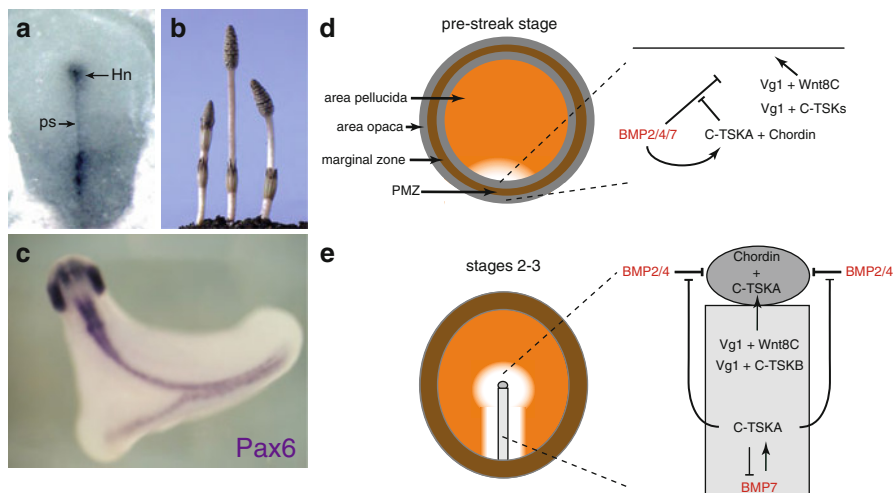 a
Hn
ps
b
c
Pax6
d
pre-streak stage
area pellucida
area opaca
marginal zone
PMZ
Vg1 + Wnt8C
Vg1 + C-TSKs
BMP2/4/7
C-TSKA + Chordin
e
stages 2-3
BMP2/4
Chordin
+
C-TSKA
BMP2/4
Vg1 + Wnt8C
Vg1 + C-TSKB
C-TSKA
BMP7